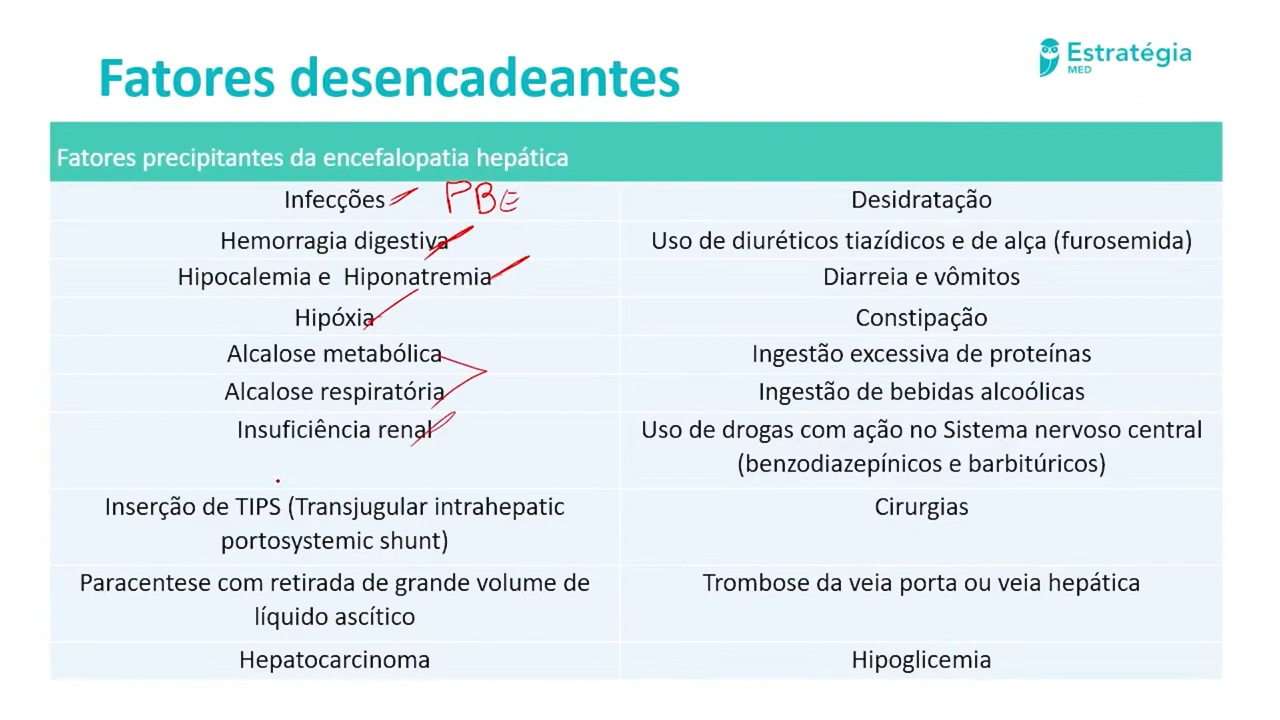 Fatores desencadeantes
Estratégia
MED
Fatores precipitantes da encefalopatia hepática
Infecções PBE
Desidratação
Hemorragia digestiva
Uso de diuréticos tiazídicos e de alça (furosemida)
Hipocalemia e Hiponatremia
Diarreia e vômitos
Hipóxia
Constipação
Alcalose metabólica
Ingestão excessiva de proteínas
Alcalose respiratória
Ingestão de bebidas alcoólicas
Insuficiência renal
Uso de drogas com ação no Sistema nervoso central
(benzodiazepínicos e barbitúricos)
Inserção de TIPS (Transjugular intrahepatic
portosystemic shunt)
Cirurgias
Paracentese com retirada de grande volume de
líquido ascítico
Trombose da veia porta ou veia hepática
Hepatocarcinoma
Hipoglicemia